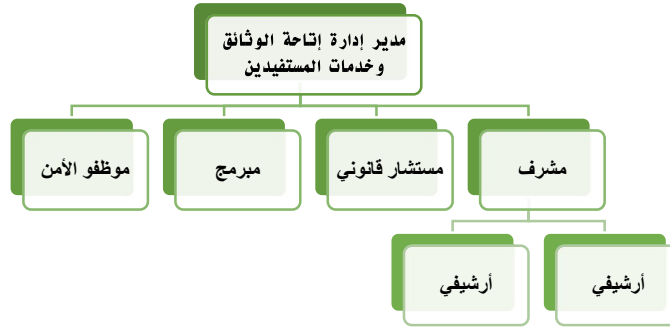 مدير إدارة إتاحة الوثائق
وخدمات المستفيدين
مشرف
مستشار قانوني
مبرمج
موظفو الأمن
أرشيفي
أرشيفي